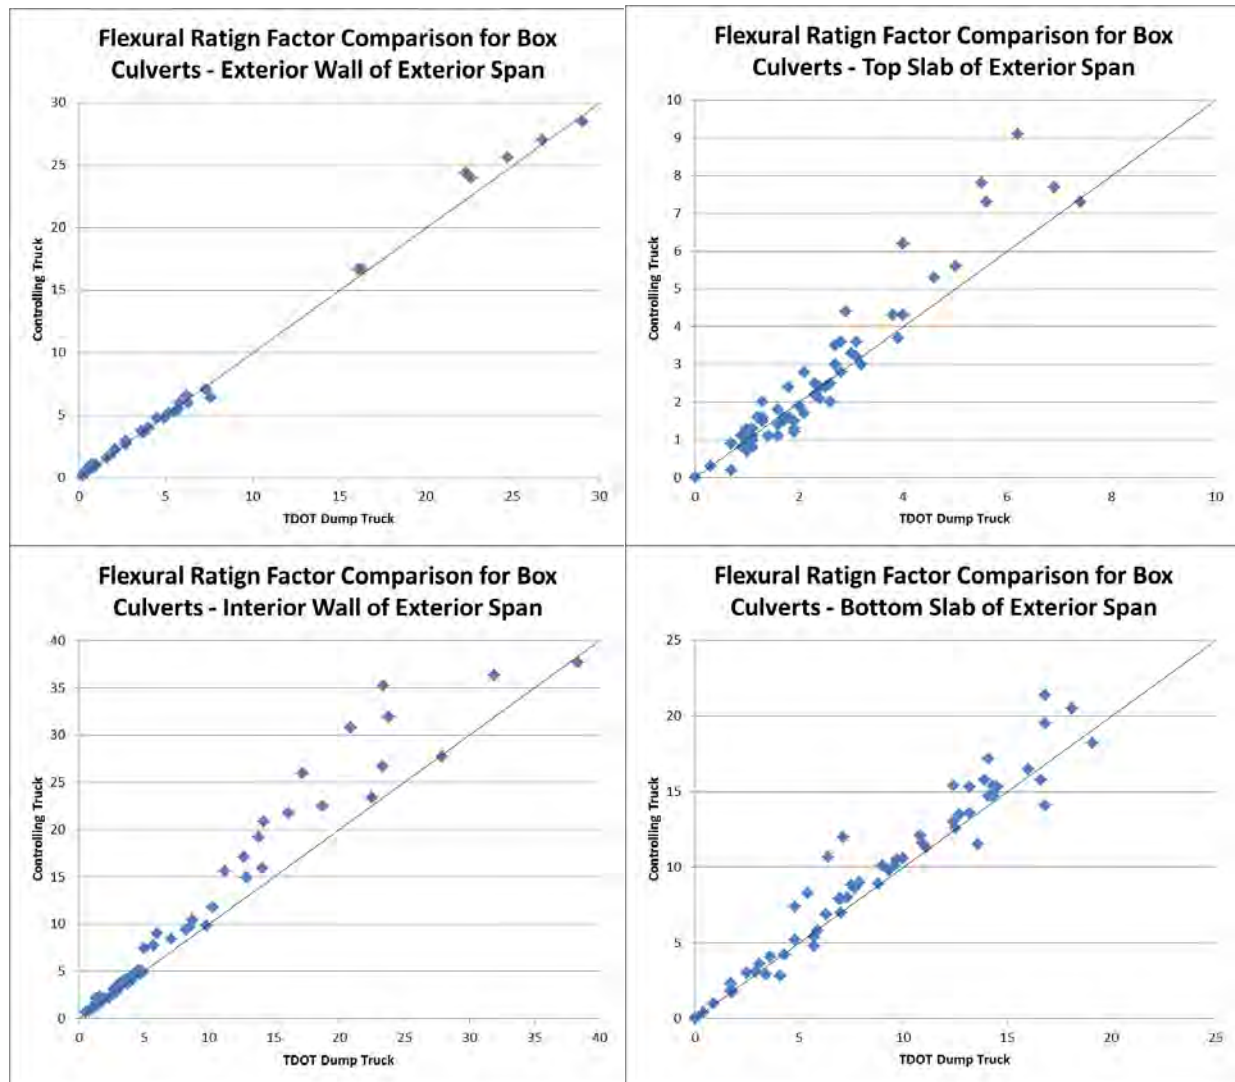 Flexural Ratign Factor Comparison for Box
Culverts - Exterior Wall of Exterior Span
30
25
20
15
10
5
0
Controlling Truck
0 5 10 15 20 25 30
TDOT Dump Truck
Flexural Ratign Factor Comparison for Box
Culverts - Top Slab of Exterior Span
10
9
8
7
6
5
4
3
2
1
0
Controlling Truck
0 2 4 6 8 10
TDOT Dump Truck
Flexural Ratign Factor Comparison for Box
Culverts - Interior Wall of Exterior Span
40
35
30
25
20
15
10
5
0
Controlling Truck
0 5 10 15 20 25 30 35 40
TDOT Dump Truck
Flexural Ratign Factor Comparison for Box
Culverts - Bottom Slab of Exterior Span
25
20
15
10
5
0
Controlling Truck
0 5 10 15 20 25
TDOT Dump Truck